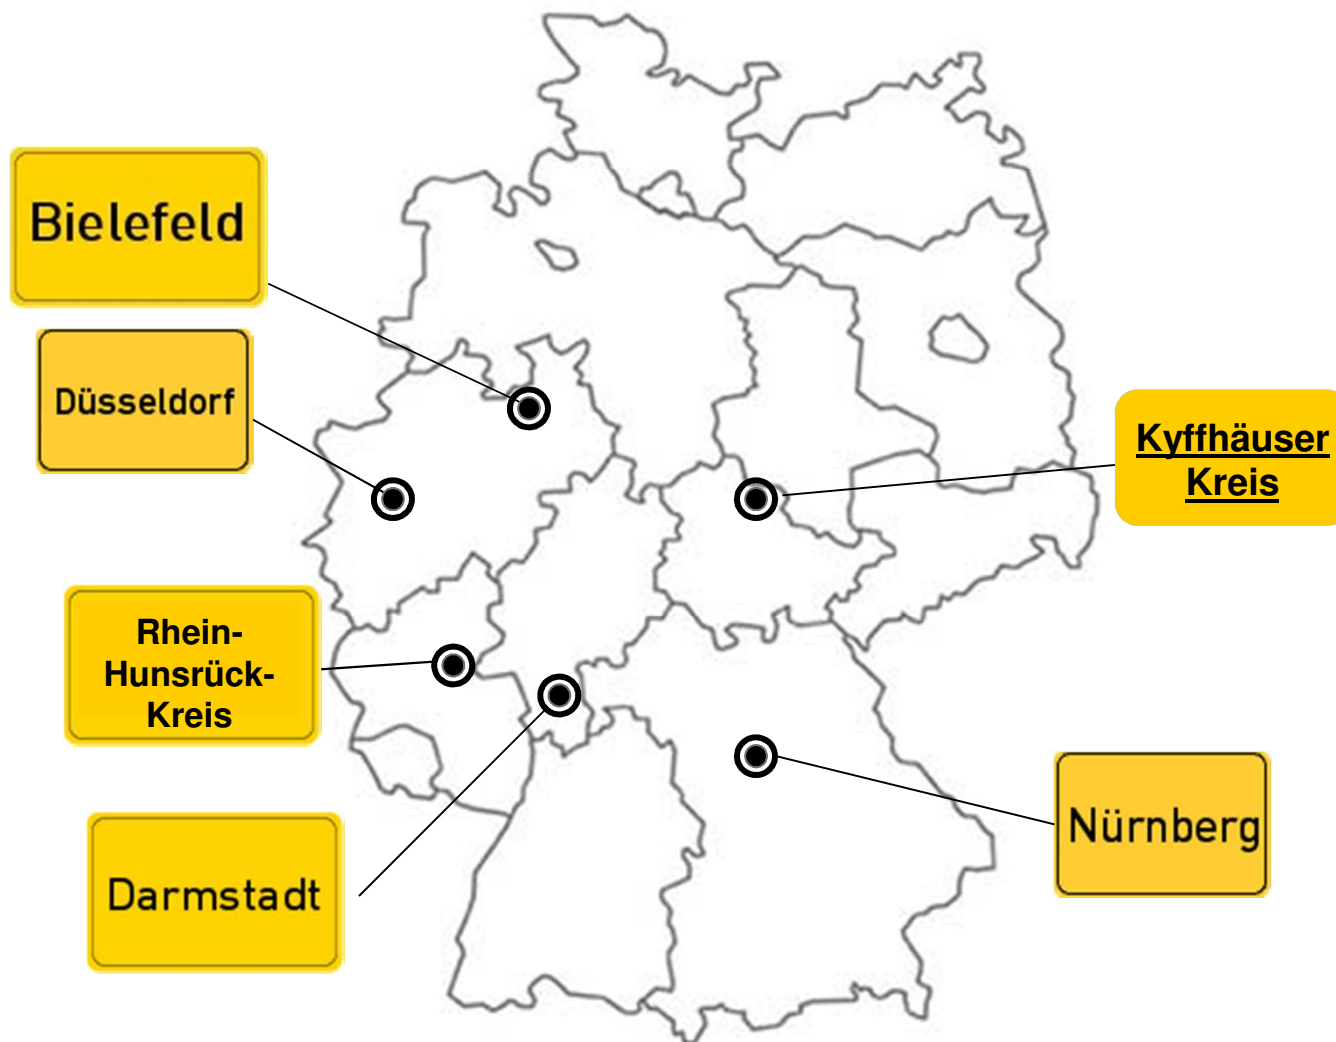 Bielefeld
Düsseldorf
Kyffhäuser
Kreis
Rhein-
Hunsrück-
Kreis
Nürnberg
Darmstadt